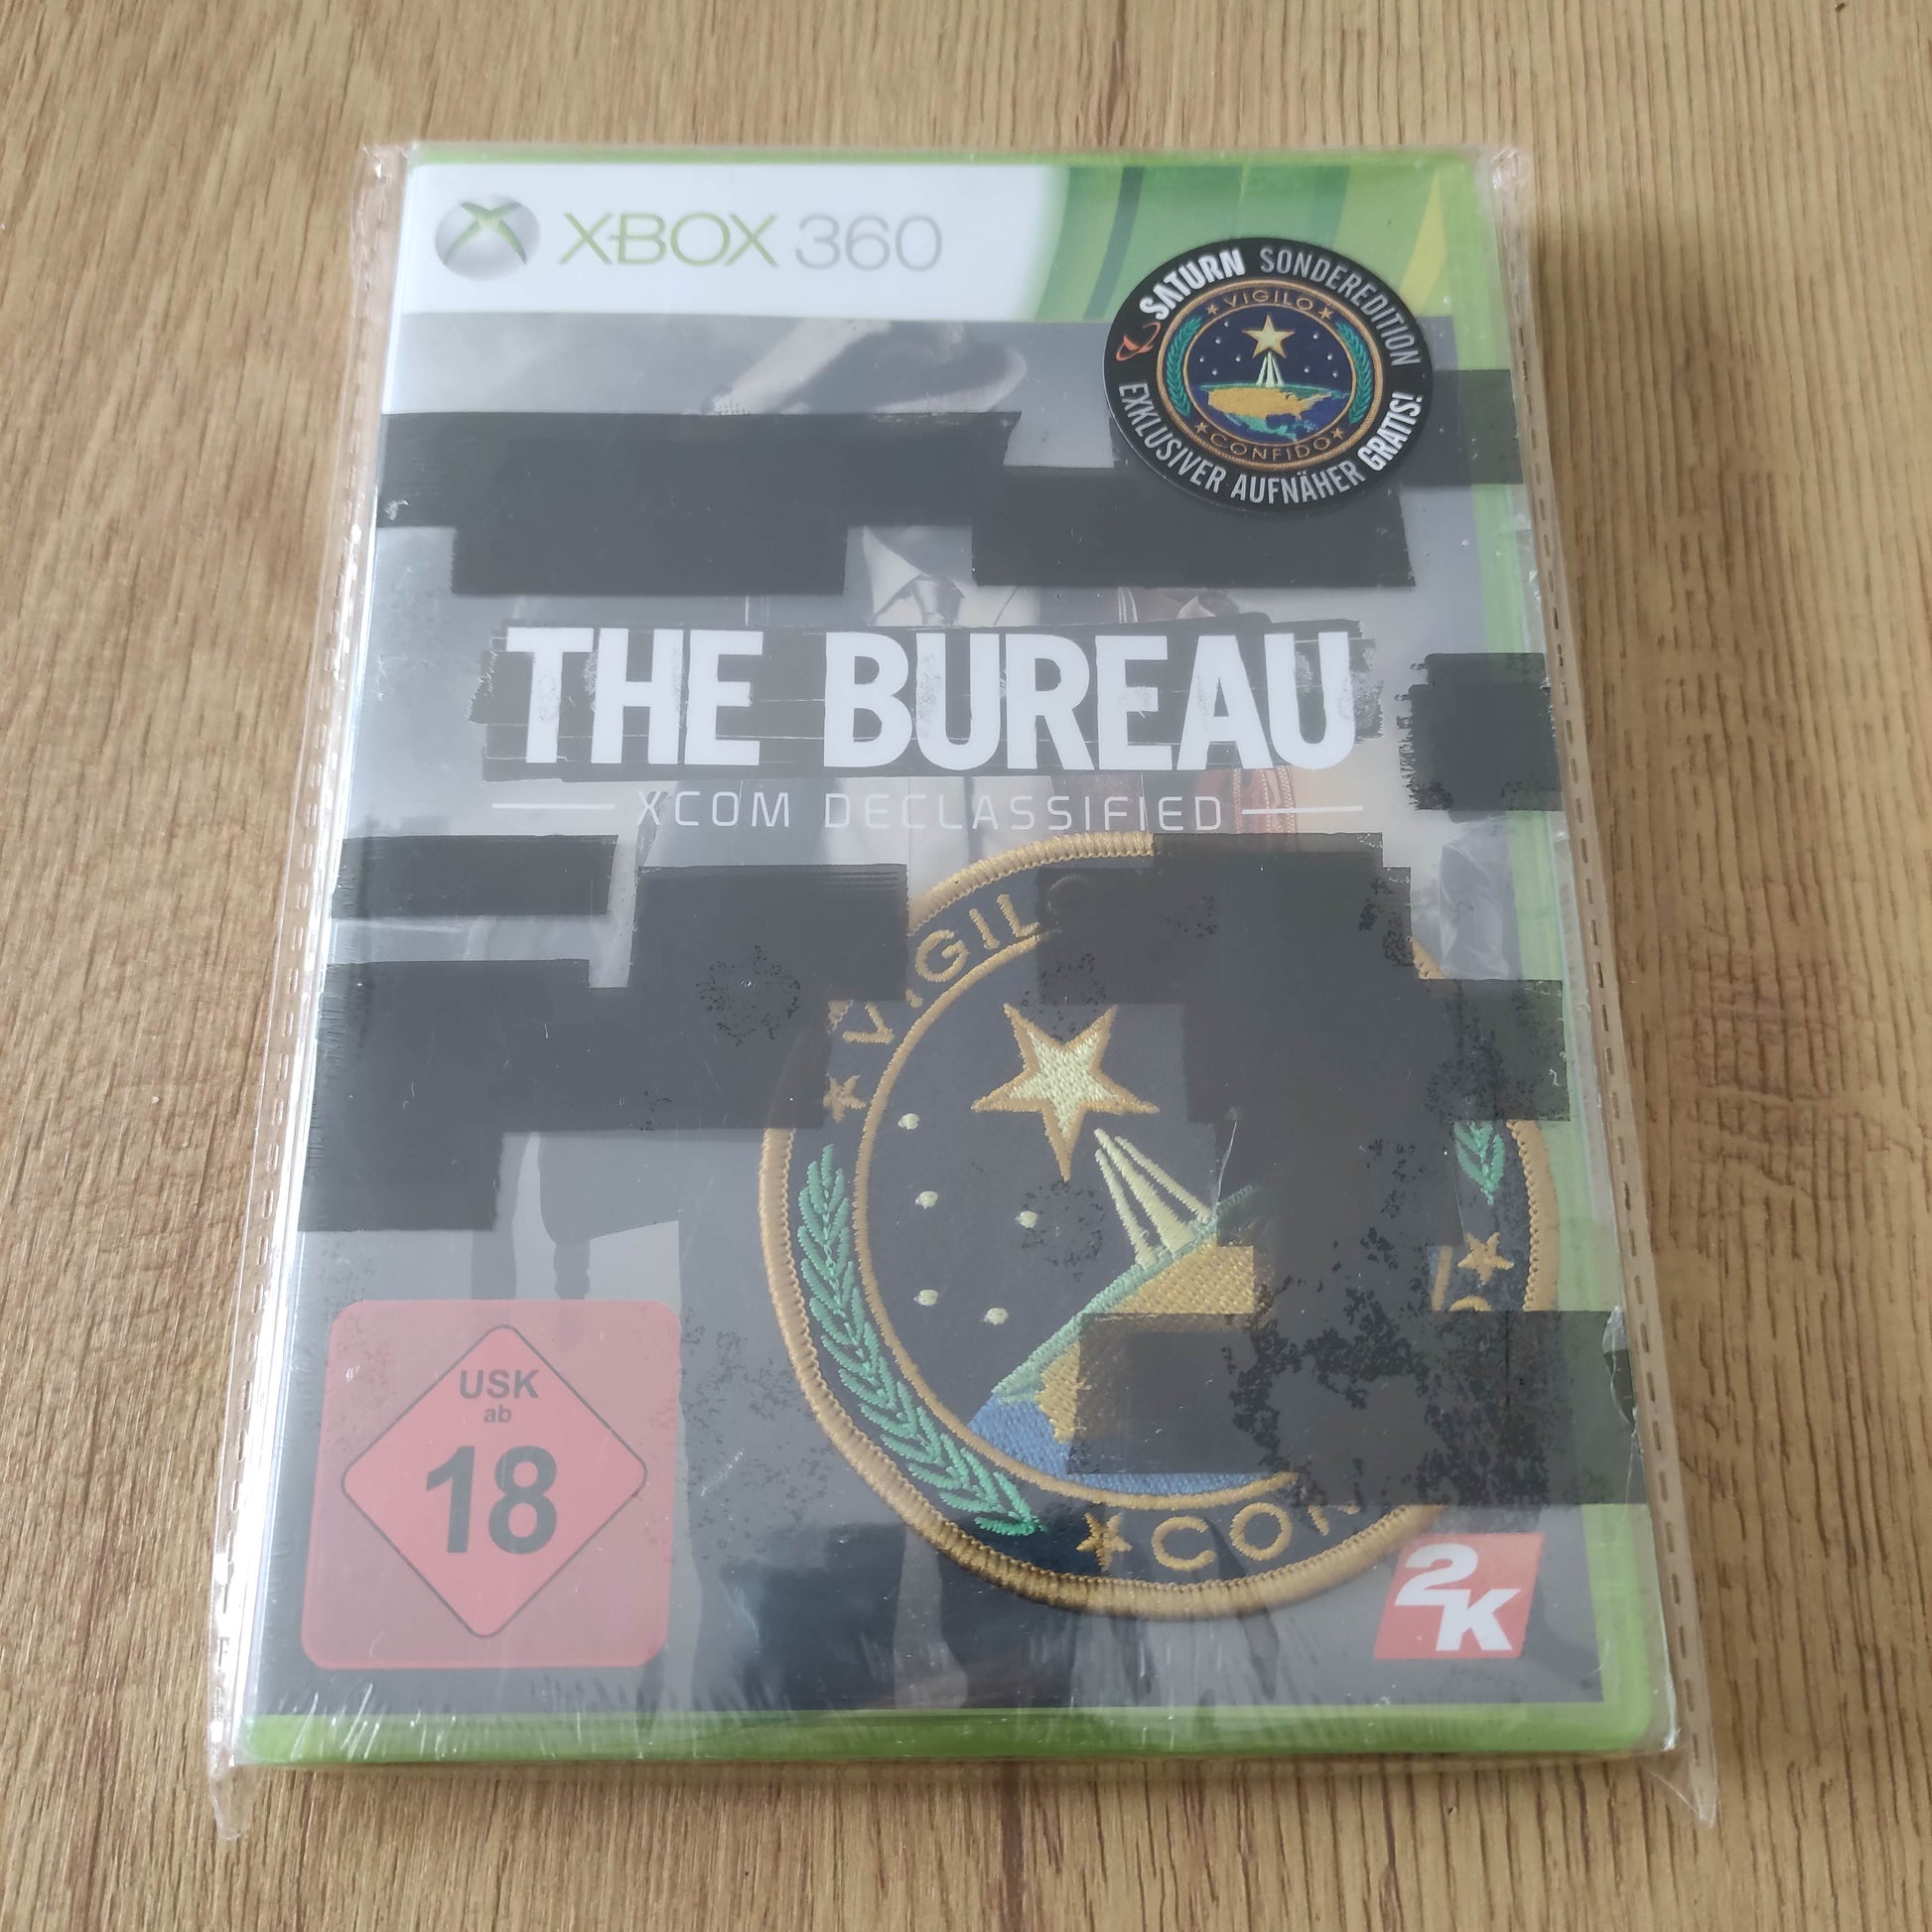 XBOX 360
SATURN SONDEREDITION
VIGILO
CONFIDO
EXKLUSIVER AUFNÄHER GRATIS!
THE BUREAU
XCOM DECLASSIFIED
VIGIL
CON
USK
ab
18
2K